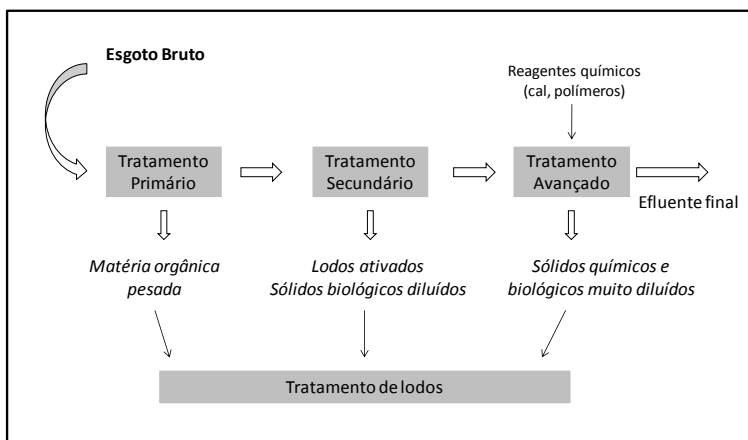 Esgoto Bruto
Reagentes químicos
(cal, polímeros)
Tratamento
Primário
Tratamento
Secundário
Tratamento
Avançado
Efluente final
Matéria orgânica
pesada
Lodos ativados
Sólidos biológicos diluídos
Sólidos químicos e
biológicos muito diluídos
Tratamento de lodos